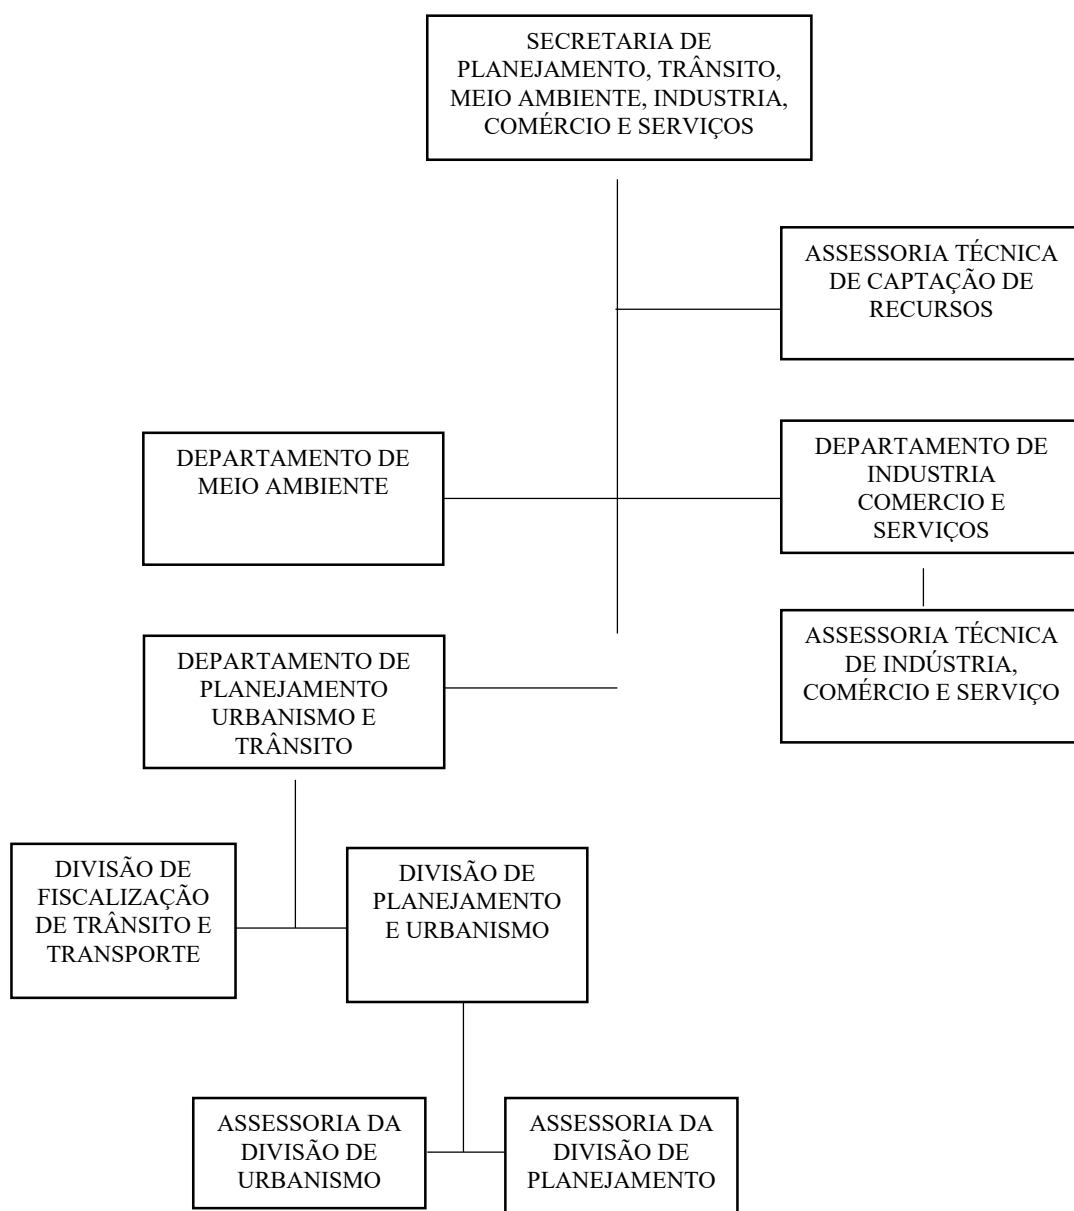 SECRETARIA DE
PLANEJAMENTO, TRÂNSITO,
MEIO AMBIENTE, INDUSTRIA,
COMÉRCIO E SERVIÇOS
ASSESSORIA TÉCNICA
DE CAPTAÇÃO DE
RECURSOS
DEPARTAMENTO DE
MEIO AMBIENTE
DEPARTAMENTO DE
INDUSTRIA
COMERCIO E
SERVIÇOS
DEPARTAMENTO DE
PLANEJAMENTO
URBANISMO E
TRÂNSITO
ASSESSORIA TÉCNICA
DE INDÚSTRIA,
COMÉRCIO E SERVIÇO
DIVISÃO DE
FISCALIZAÇÃO
DE TRÂNSITO E
TRANSPORTE
DIVISÃO DE
PLANEJAMENTO
E URBANISMO
ASSESSORIA DA
DIVISÃO DE
URBANISMO
ASSESSORIA DA
DIVISÃO DE
PLANEJAMENTO